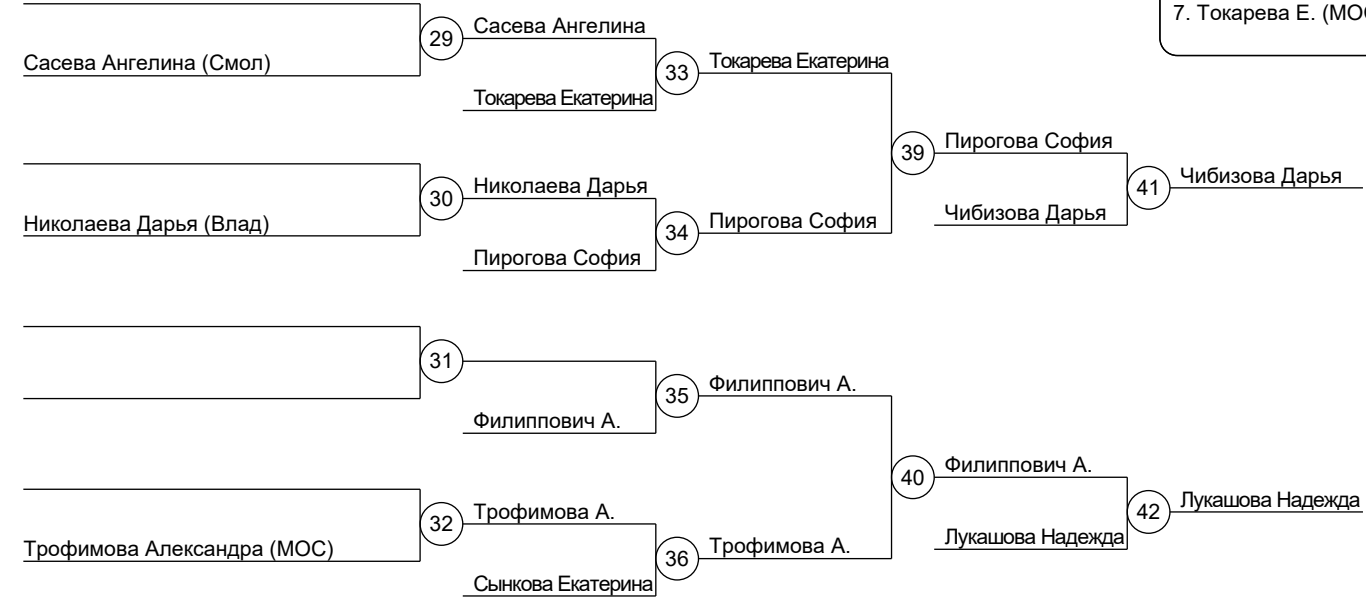 7. Токарева Е. (МО
29
Сасева Ангелина
Сасева Ангелина (Смол)
33
Токарева Екатерина
Токарева Екатерина
39
Пирогова София
30
Николаева Дарья
41
Чибизова Дарья
Николаева Дарья (Влад)
34
Пирогова София
Чибизова Дарья
Пирогова София
31
35
Филиппович А.
Филиппович А.
40
Филиппович А.
32
Трофимова А.
42
Лукашова Надежда
Трофимова Александра (МОС)
36
Трофимова А.
Лукашова Надежда
Сынкова Екатерина